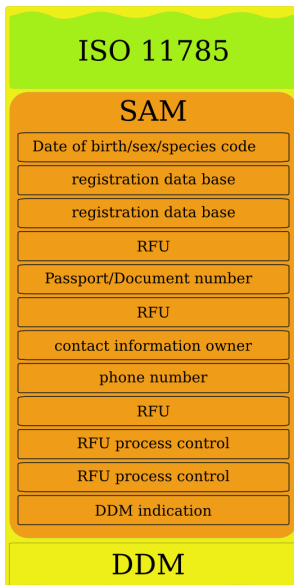 ISO 11785
SAM
Date of birth/sex/species code
registration data base
registration data base
RFU
Passport/Document number
RFU
contact information owner
phone number
RFU
RFU process control
RFU process control
DDM indication
DDM